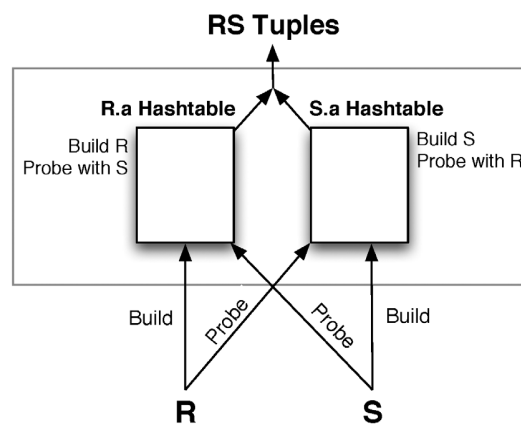 RS Tuples
R.a Hashtable
S.a Hashtable
Build R
Probe with S
Build S
Probe with R
Build
Probe
Probe
Build
R
S